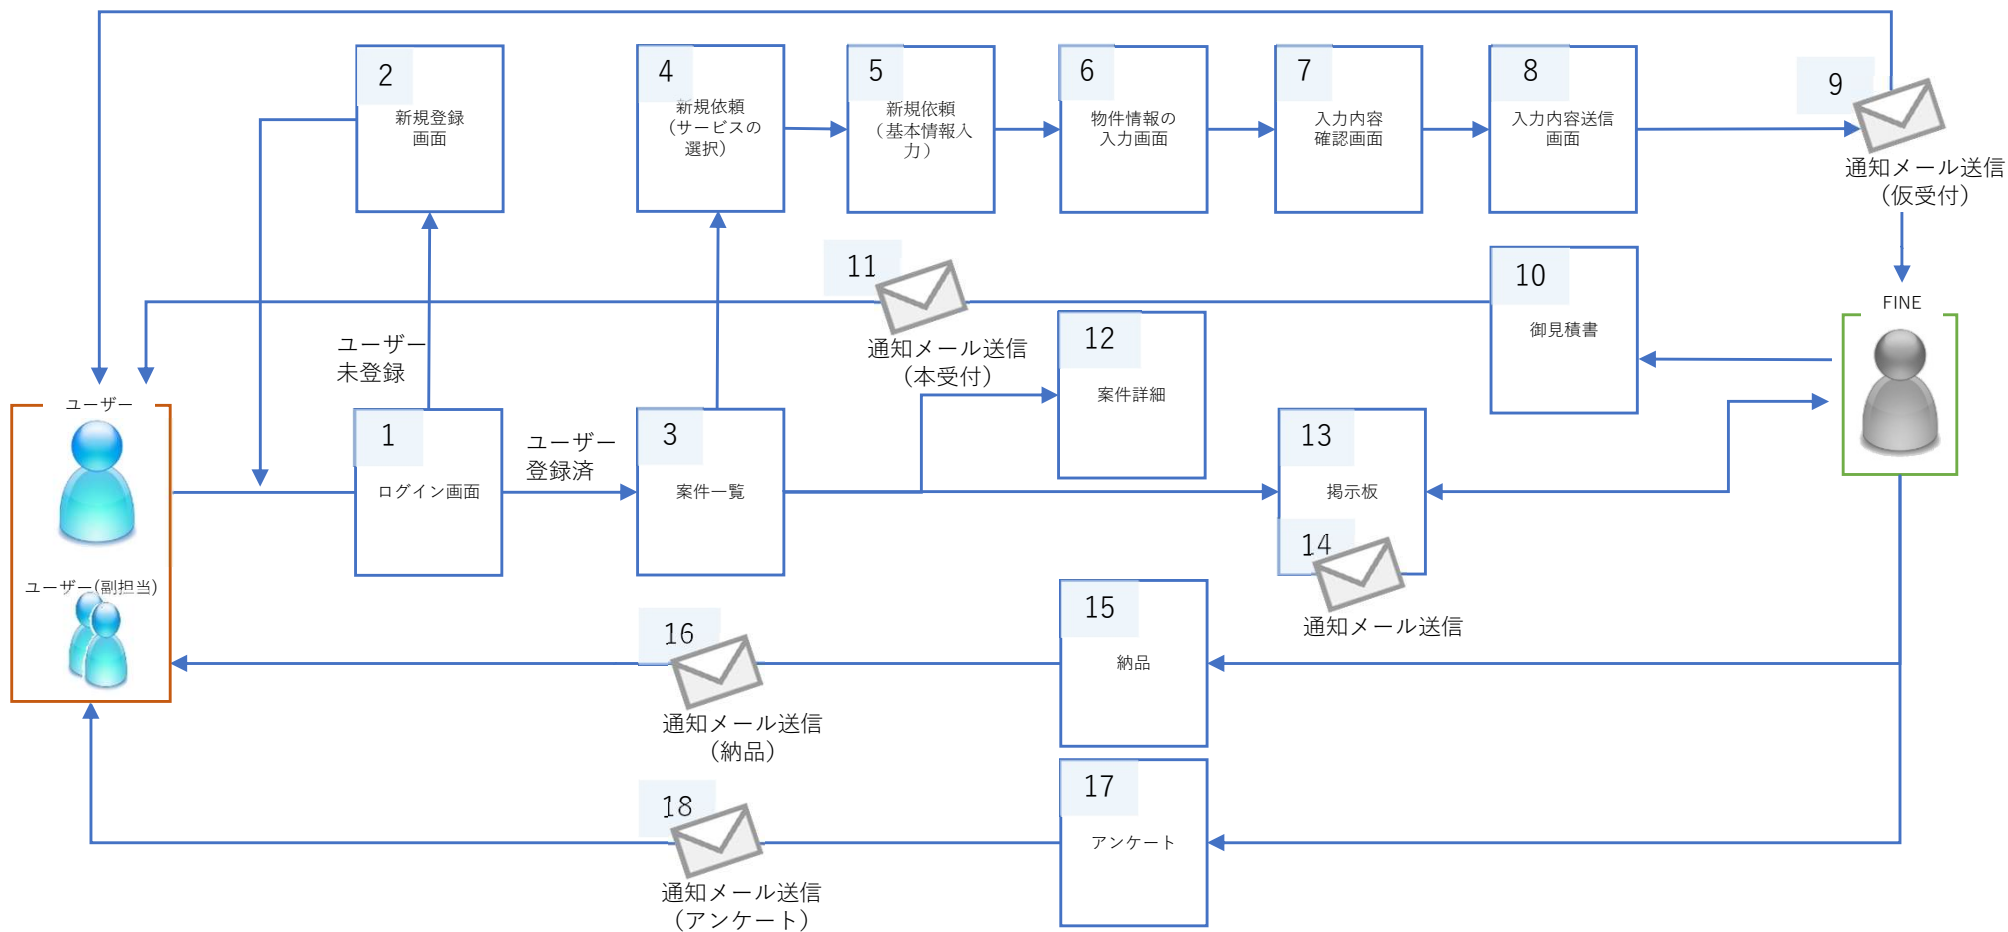 2
新規登録
画面
4
新規依頼
（サービスの
選択）
5
新規依頼
（基本情報入
力）
6
物件情報の
入力画面
7
入力内容
確認画面
8
入力内容送信
画面
9
通知メール送信
（仮受付）
11
通知メール送信
（本受付）
10
御見積書
FINE
12
案件詳細
ユーザー
未登録
ユーザー
1
ログイン画面
ユーザー
登録済
3
案件一覧
13
掲示板
14
通知メール送信
ユーザー(副担当)
15
納品
16
通知メール送信
（納品）
17
アンケート
18
通知メール送信
（アンケート）